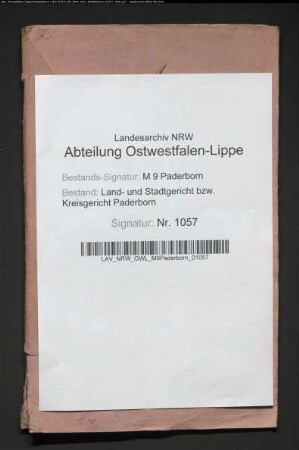 Landesarchiv NRW
Abteilung Ostwestfalen-Lippe
Bestands-Signatur: M 9 Paderborn
Bestand: Land- und Stadtgericht bzw.
Kreisgericht Paderborn
Signatur: Nr. 1057
LAV_NRW_OWL_M9Paderborn_01057